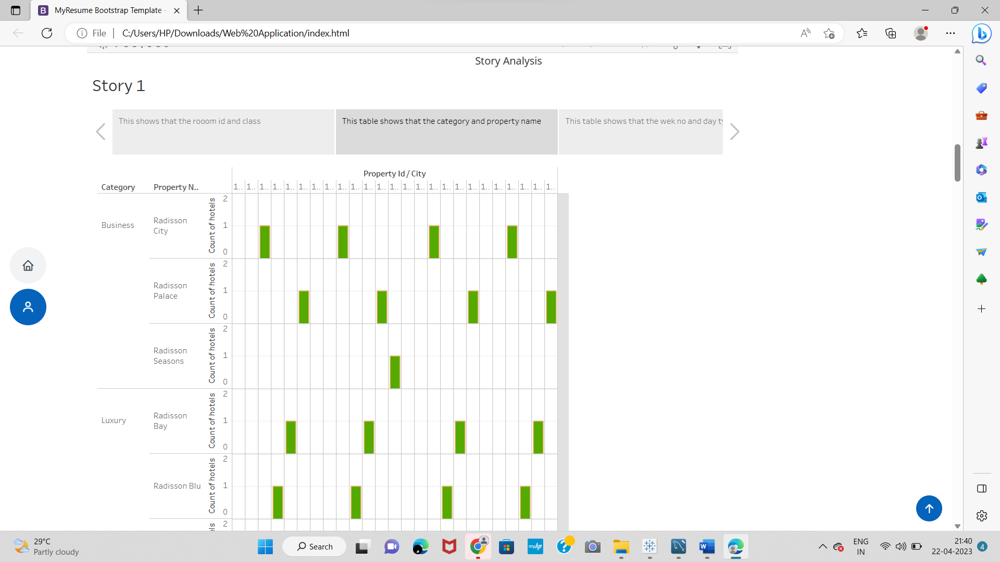 MyResume Bootstrap Template -
File
C:/Users/HP/Downloads/Web%20Application/index.html
Story Analysis
Story 1
This shows that the rooom id and class
This table shows that the category and property name
This table shows that the wek no and day ty
Property Id / City
Category
Property N..
1.. 1.. 1.. 1.. 1.. 1.. 1.. 1.. 1.. 1.. 1.. 1.. 1.. 1.. 1.. 1.. 1.. 1.. 1.. 1.. 1.. 1.. 1.. 1.. 1..
Business
Radisson
City
Count of hotels
2
1
0
Radisson
Palace
Count of hotels
2
1
0
Radisson
Seasons
Count of hotels
2
1
0
Luxury
Radisson
Bay
Count of hotels
2
1
0
Radisson Blu
Count of hotels
2
1
0
2
29°C
Partly cloudy
Search
myhp
ENG
IN
21:40
22-04-2023
4